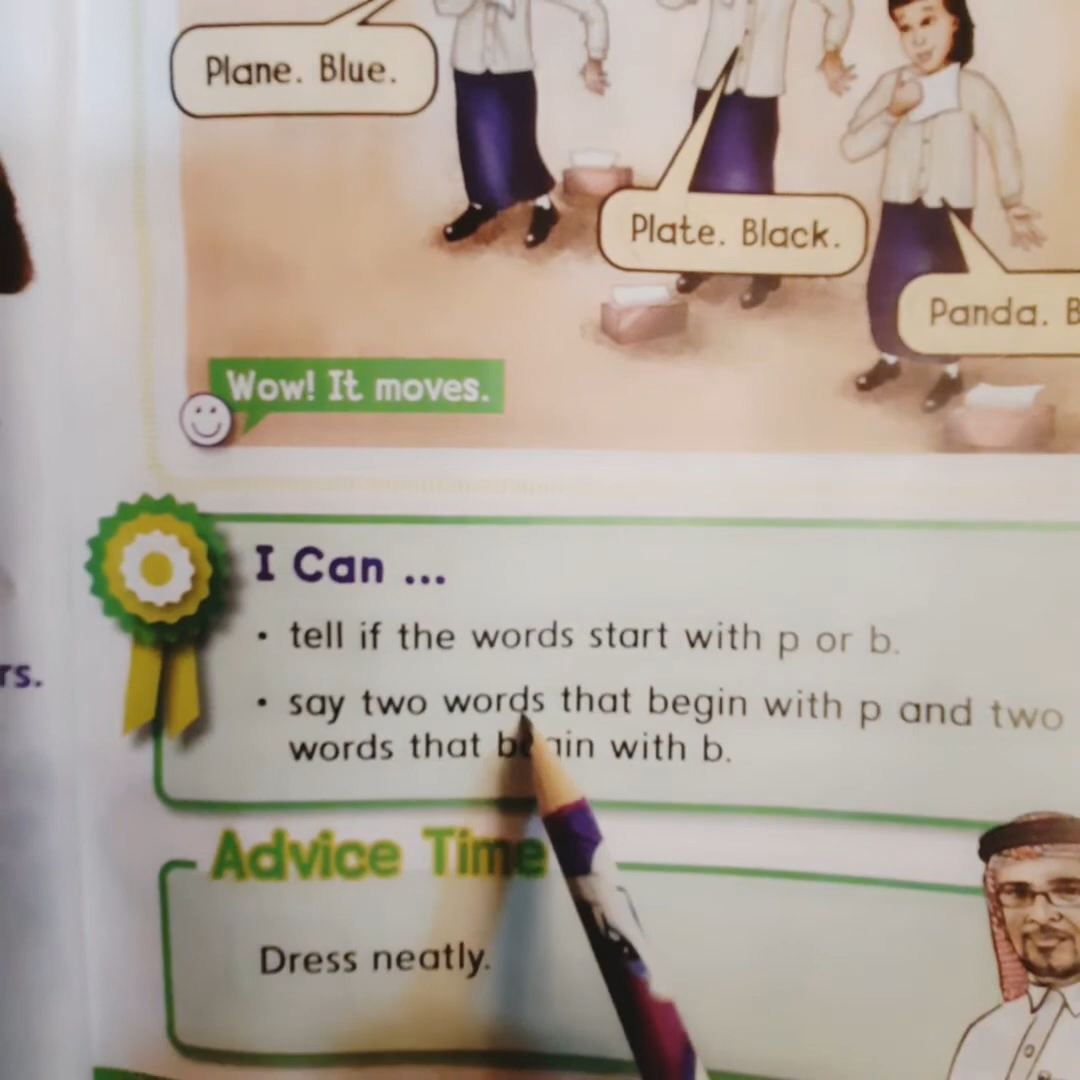 Plane. Blue.
Plate. Black.
Panda. B
Wow! It moves.
I Can ...
• tell if the words start with p or b.
• say two words that begin with p and two
words that begin with b.
rs.
Advice Time
Dress neatly.